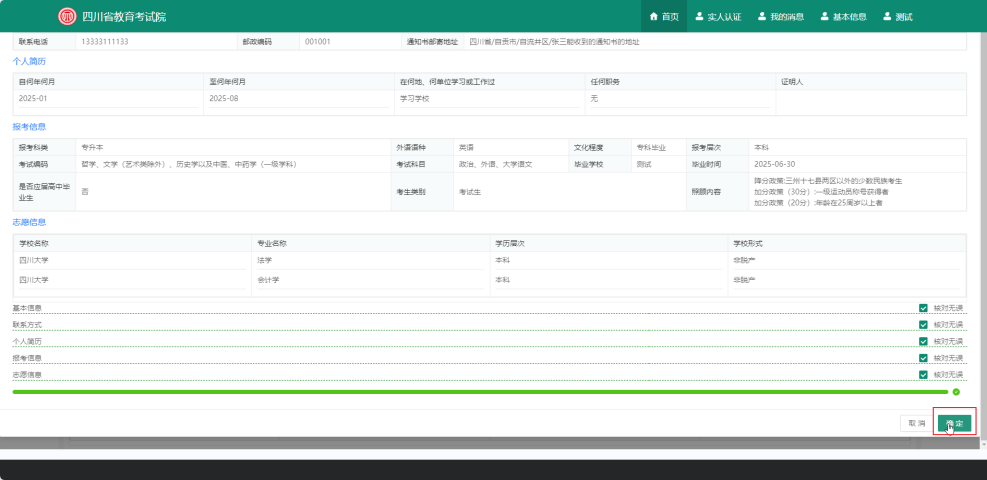 四川省教育考试院 首页 实人认证 我的消息 基本信息 测试
联系电话 13333111133 邮政编码 001001 通知书邮寄地址 四川省/自贡市/自流井区/张三能收到的通知书的地址
个人简历
自何年何月 至何年何月 在何地、何单位学习或工作过 任何职务 证明人
2025-01 2025-08 学习学校 无
报考信息
报考科类 专升本 外语语种 英语 文化程度 专科毕业 报考层次 本科
考试编码 哲学、文学（艺术类除外）、历史学以及中医、中药学（一级学科） 考试科目 政治、外语、大学语文 毕业学校 测试 毕业时间 2025-06-30
是否应届高中毕业生 否 考生类别 考试生 照顾内容 降分政策:三州十七县两区以外的少数民族考生
加分政策（30分）:一级运动员称号获得者
加分政策（20分）:年龄在25周岁以上者
志愿信息
学校名称 专业名称 学历层次 学校形式
四川大学 法学 本科 非脱产
四川大学 会计学 本科 非脱产
基本信息 核对无误
联系方式 核对无误
个人简历 核对无误
报考信息 核对无误
志愿信息 核对无误
取消 确定